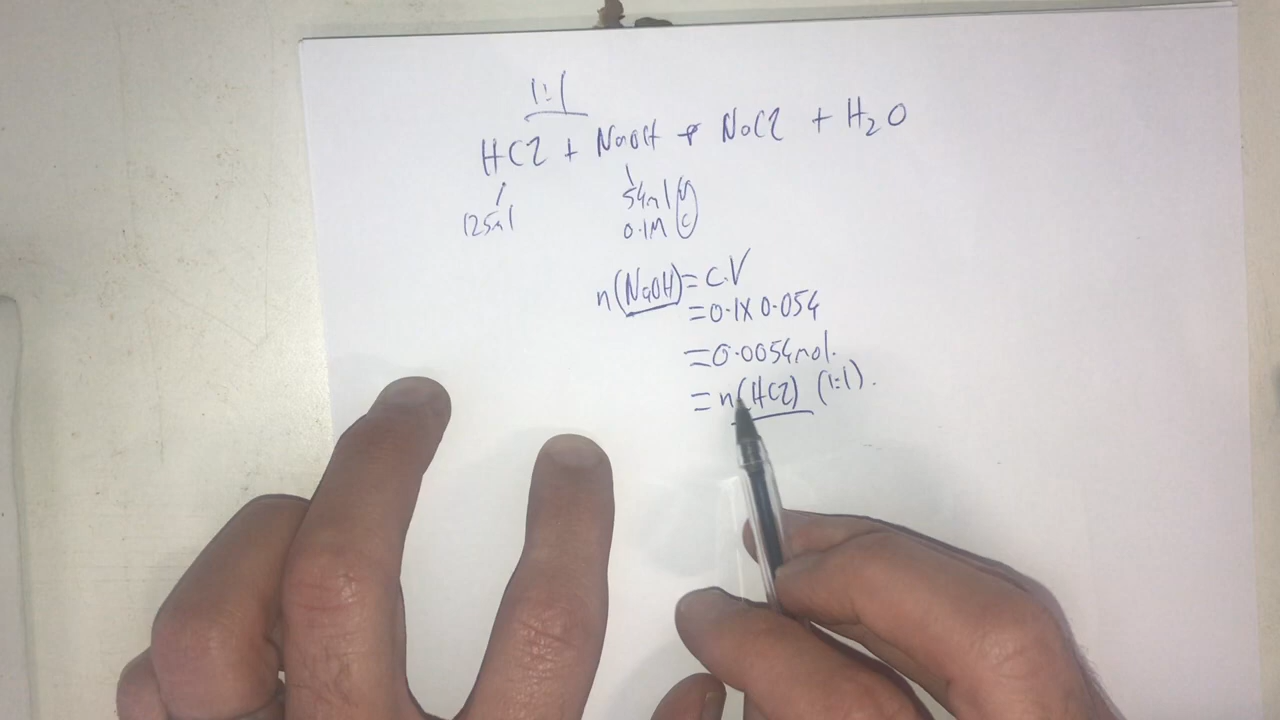 1:1
HCl + NaOH → NaCl + H2O
125ml
54ml V
0.1M C
n(NaOH) = C.V
= 0.1 X 0.054
= 0.0054mol.
= n(HCl) (1:1).